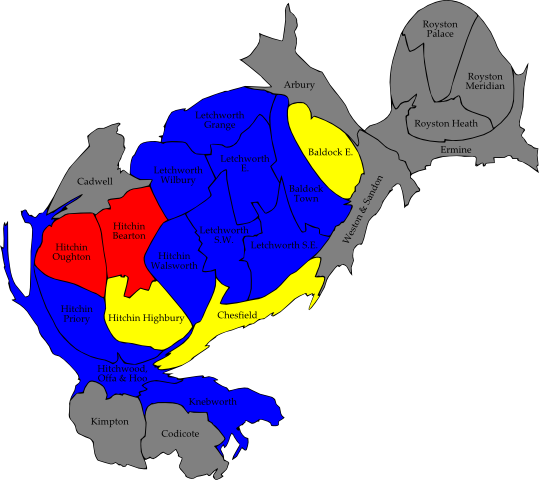 Royston
Palace
Royston
Meridian
Arbury
Letchworth
Grange
Royston Heath
Ermine
Baldock E.
Letchworth
E.
Letchworth
Wilbury
Cadwell
Baldock
Town
Weston & Sandon
Hitchin
Bearton
Letchworth
S.W.
Letchworth S.E.
Hitchin
Oughton
Hitchin
Walsworth
Hitchin
Priory
Hitchin Highbury
Chesfield
Hitchwood,
Offa & Hoo
Knebworth
Kimpton
Codicote